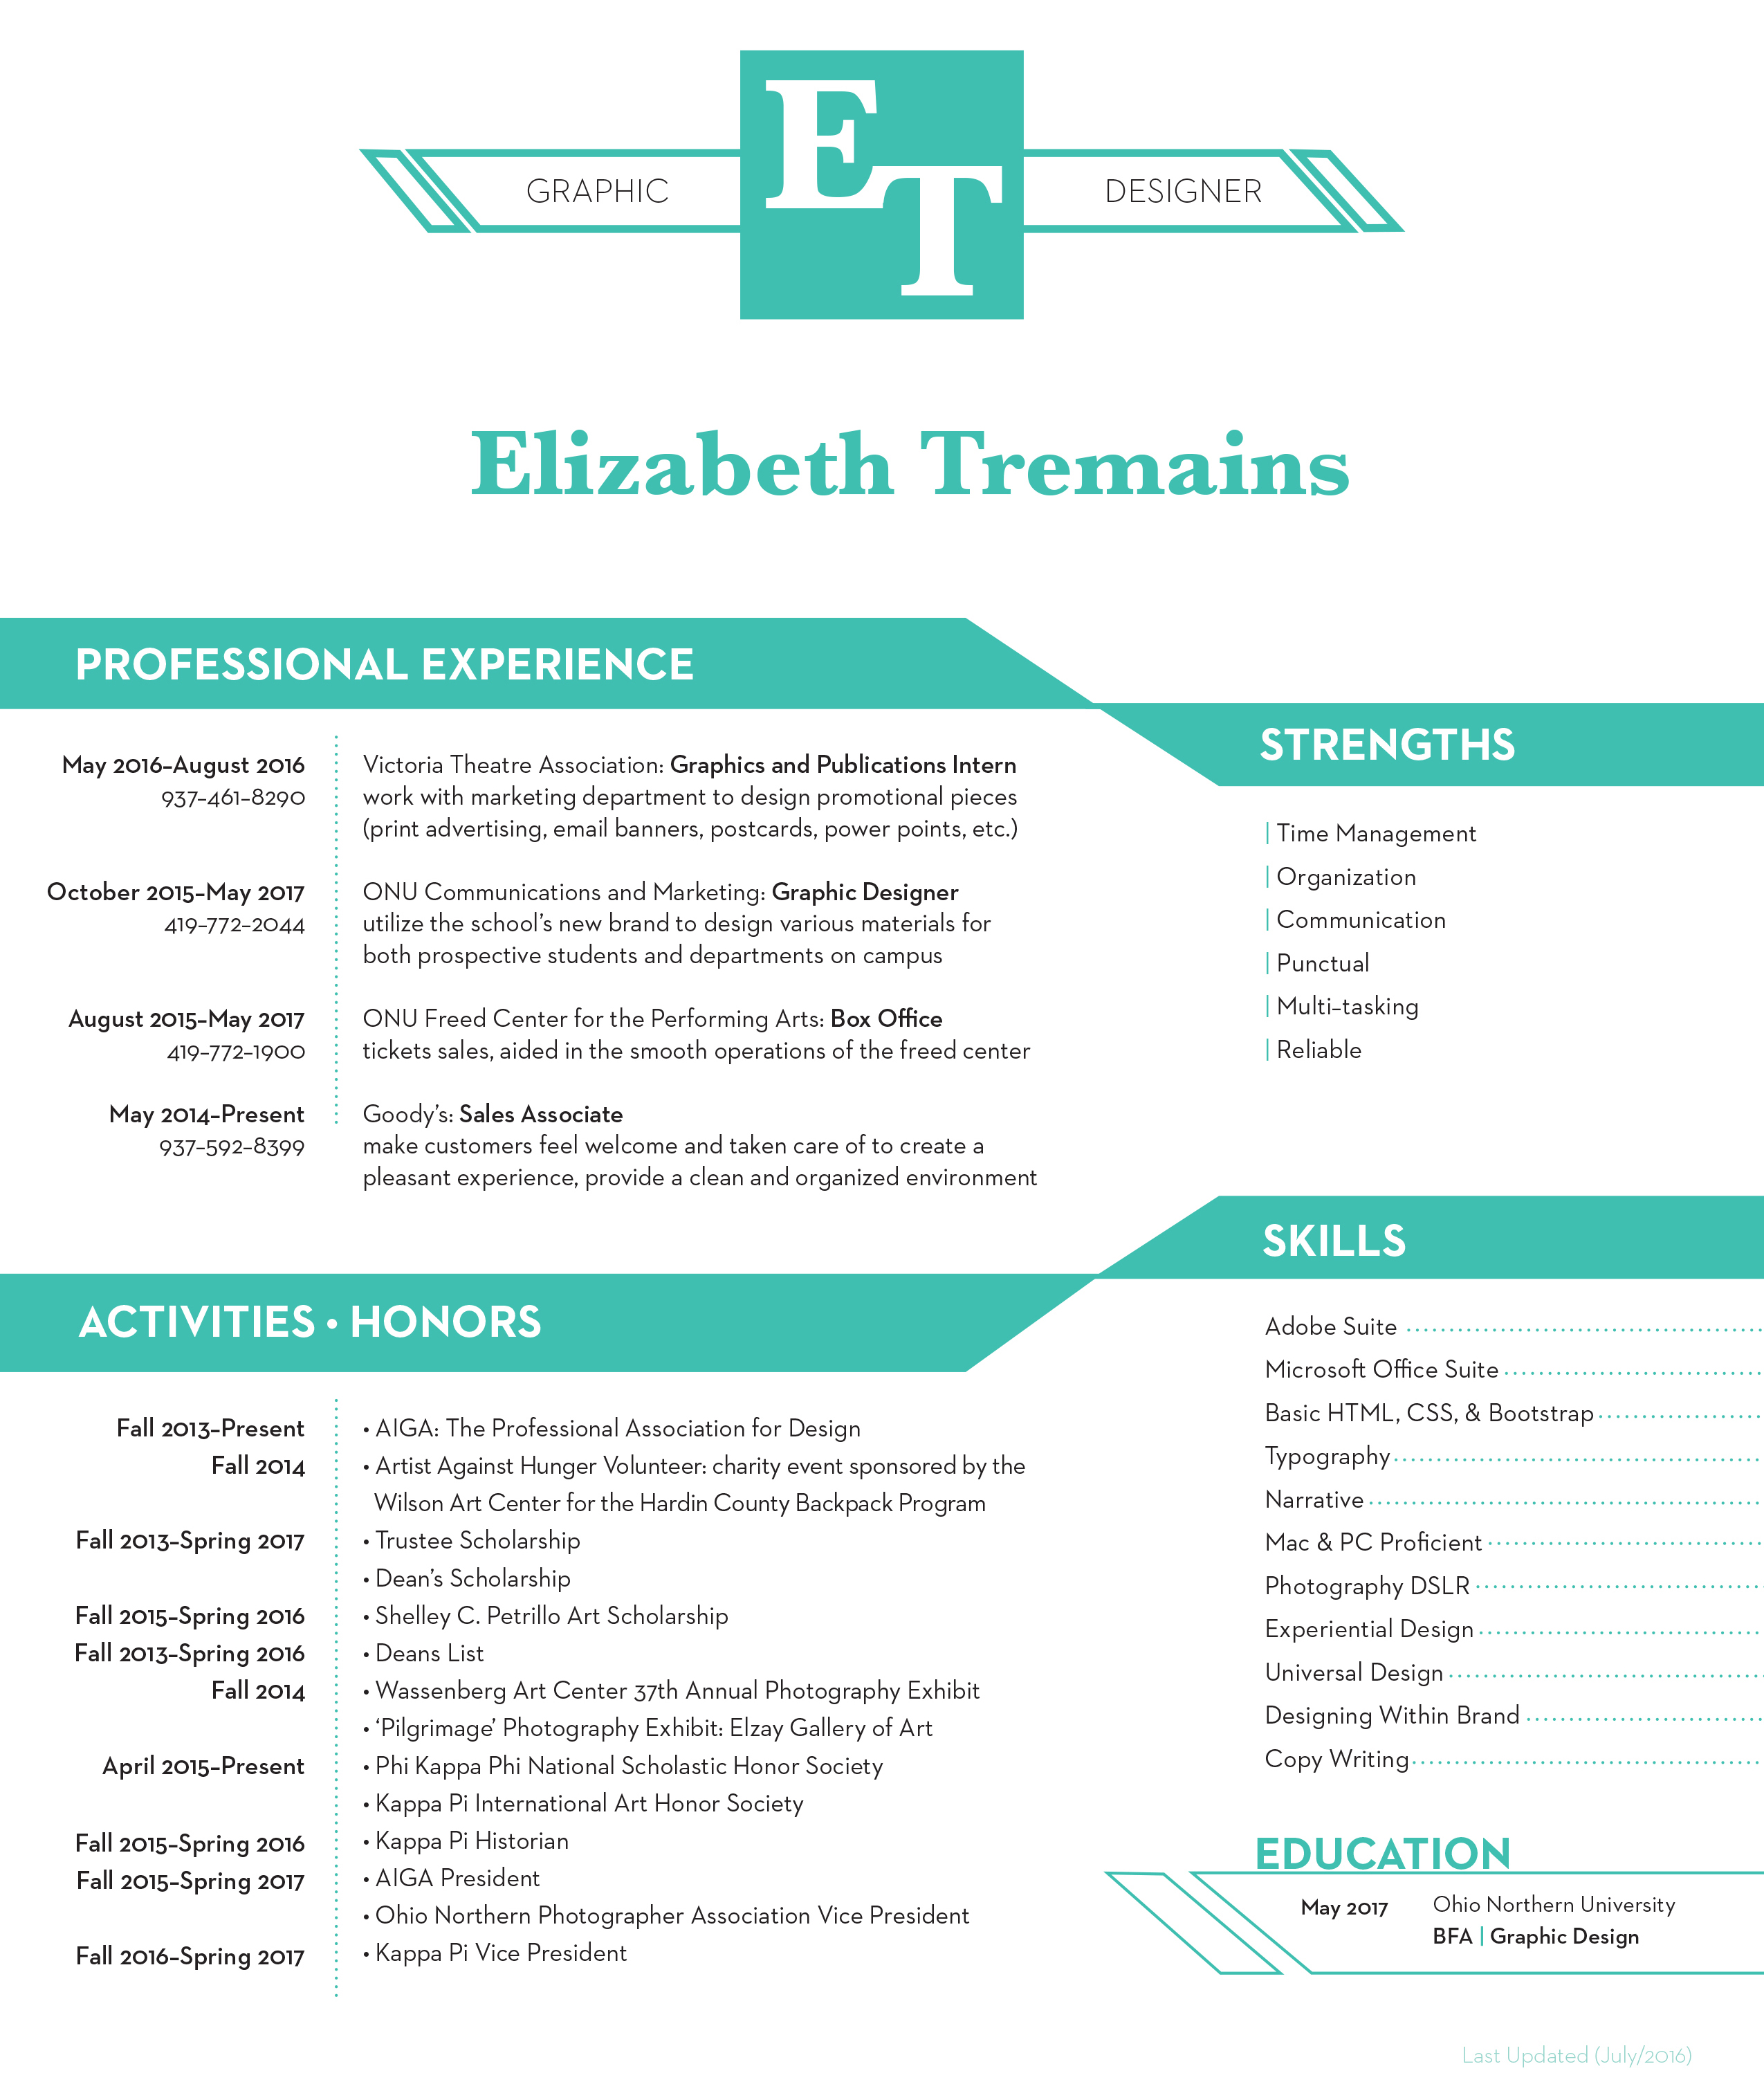 GRAPHIC
ET
DESIGNER
Elizabeth Tremains
PROFESSIONAL EXPERIENCE
May 2016–August 2016
937–461–8290
Victoria Theatre Association: Graphics and Publications Intern
work with marketing department to design promotional pieces
(print advertising, email banners, postcards, power points, etc.)
October 2015–May 2017
419–772–2044
ONU Communications and Marketing: Graphic Designer
utilize the school's new brand to design various materials for
both prospective students and departments on campus
August 2015–May 2017
419–772–1900
ONU Freed Center for the Performing Arts: Box Office
tickets sales, aided in the smooth operations of the freed center
May 2014–Present
937–592–8399
Goody's: Sales Associate
make customers feel welcome and taken care of to create a
pleasant experience, provide a clean and organized environment
STRENGTHS
| Time Management
| Organization
| Communication
| Punctual
| Multi–tasking
| Reliable
ACTIVITIES • HONORS
Fall 2013–Present • AIGA: The Professional Association for Design
Fall 2014 • Artist Against Hunger Volunteer: charity event sponsored by the
Wilson Art Center for the Hardin County Backpack Program
Fall 2013–Spring 2017 • Trustee Scholarship
• Dean's Scholarship
Fall 2015–Spring 2016 • Shelley C. Petrillo Art Scholarship
Fall 2013–Spring 2016 • Deans List
Fall 2014 • Wassenberg Art Center 37th Annual Photography Exhibit
• 'Pilgrimage' Photography Exhibit: Elzay Gallery of Art
April 2015–Present • Phi Kappa Phi National Scholastic Honor Society
• Kappa Pi International Art Honor Society
Fall 2015–Spring 2016 • Kappa Pi Historian
Fall 2015–Spring 2017 • AIGA President
• Ohio Northern Photographer Association Vice President
Fall 2016–Spring 2017 • Kappa Pi Vice President
SKILLS
Adobe Suite
Microsoft Office Suite
Basic HTML, CSS, & Bootstrap
Typography
Narrative
Mac & PC Proficient
Photography DSLR
Experiential Design
Universal Design
Designing Within Brand
Copy Writing
EDUCATION
May 2017
Ohio Northern University
BFA | Graphic Design
Last Updated (July/2016)